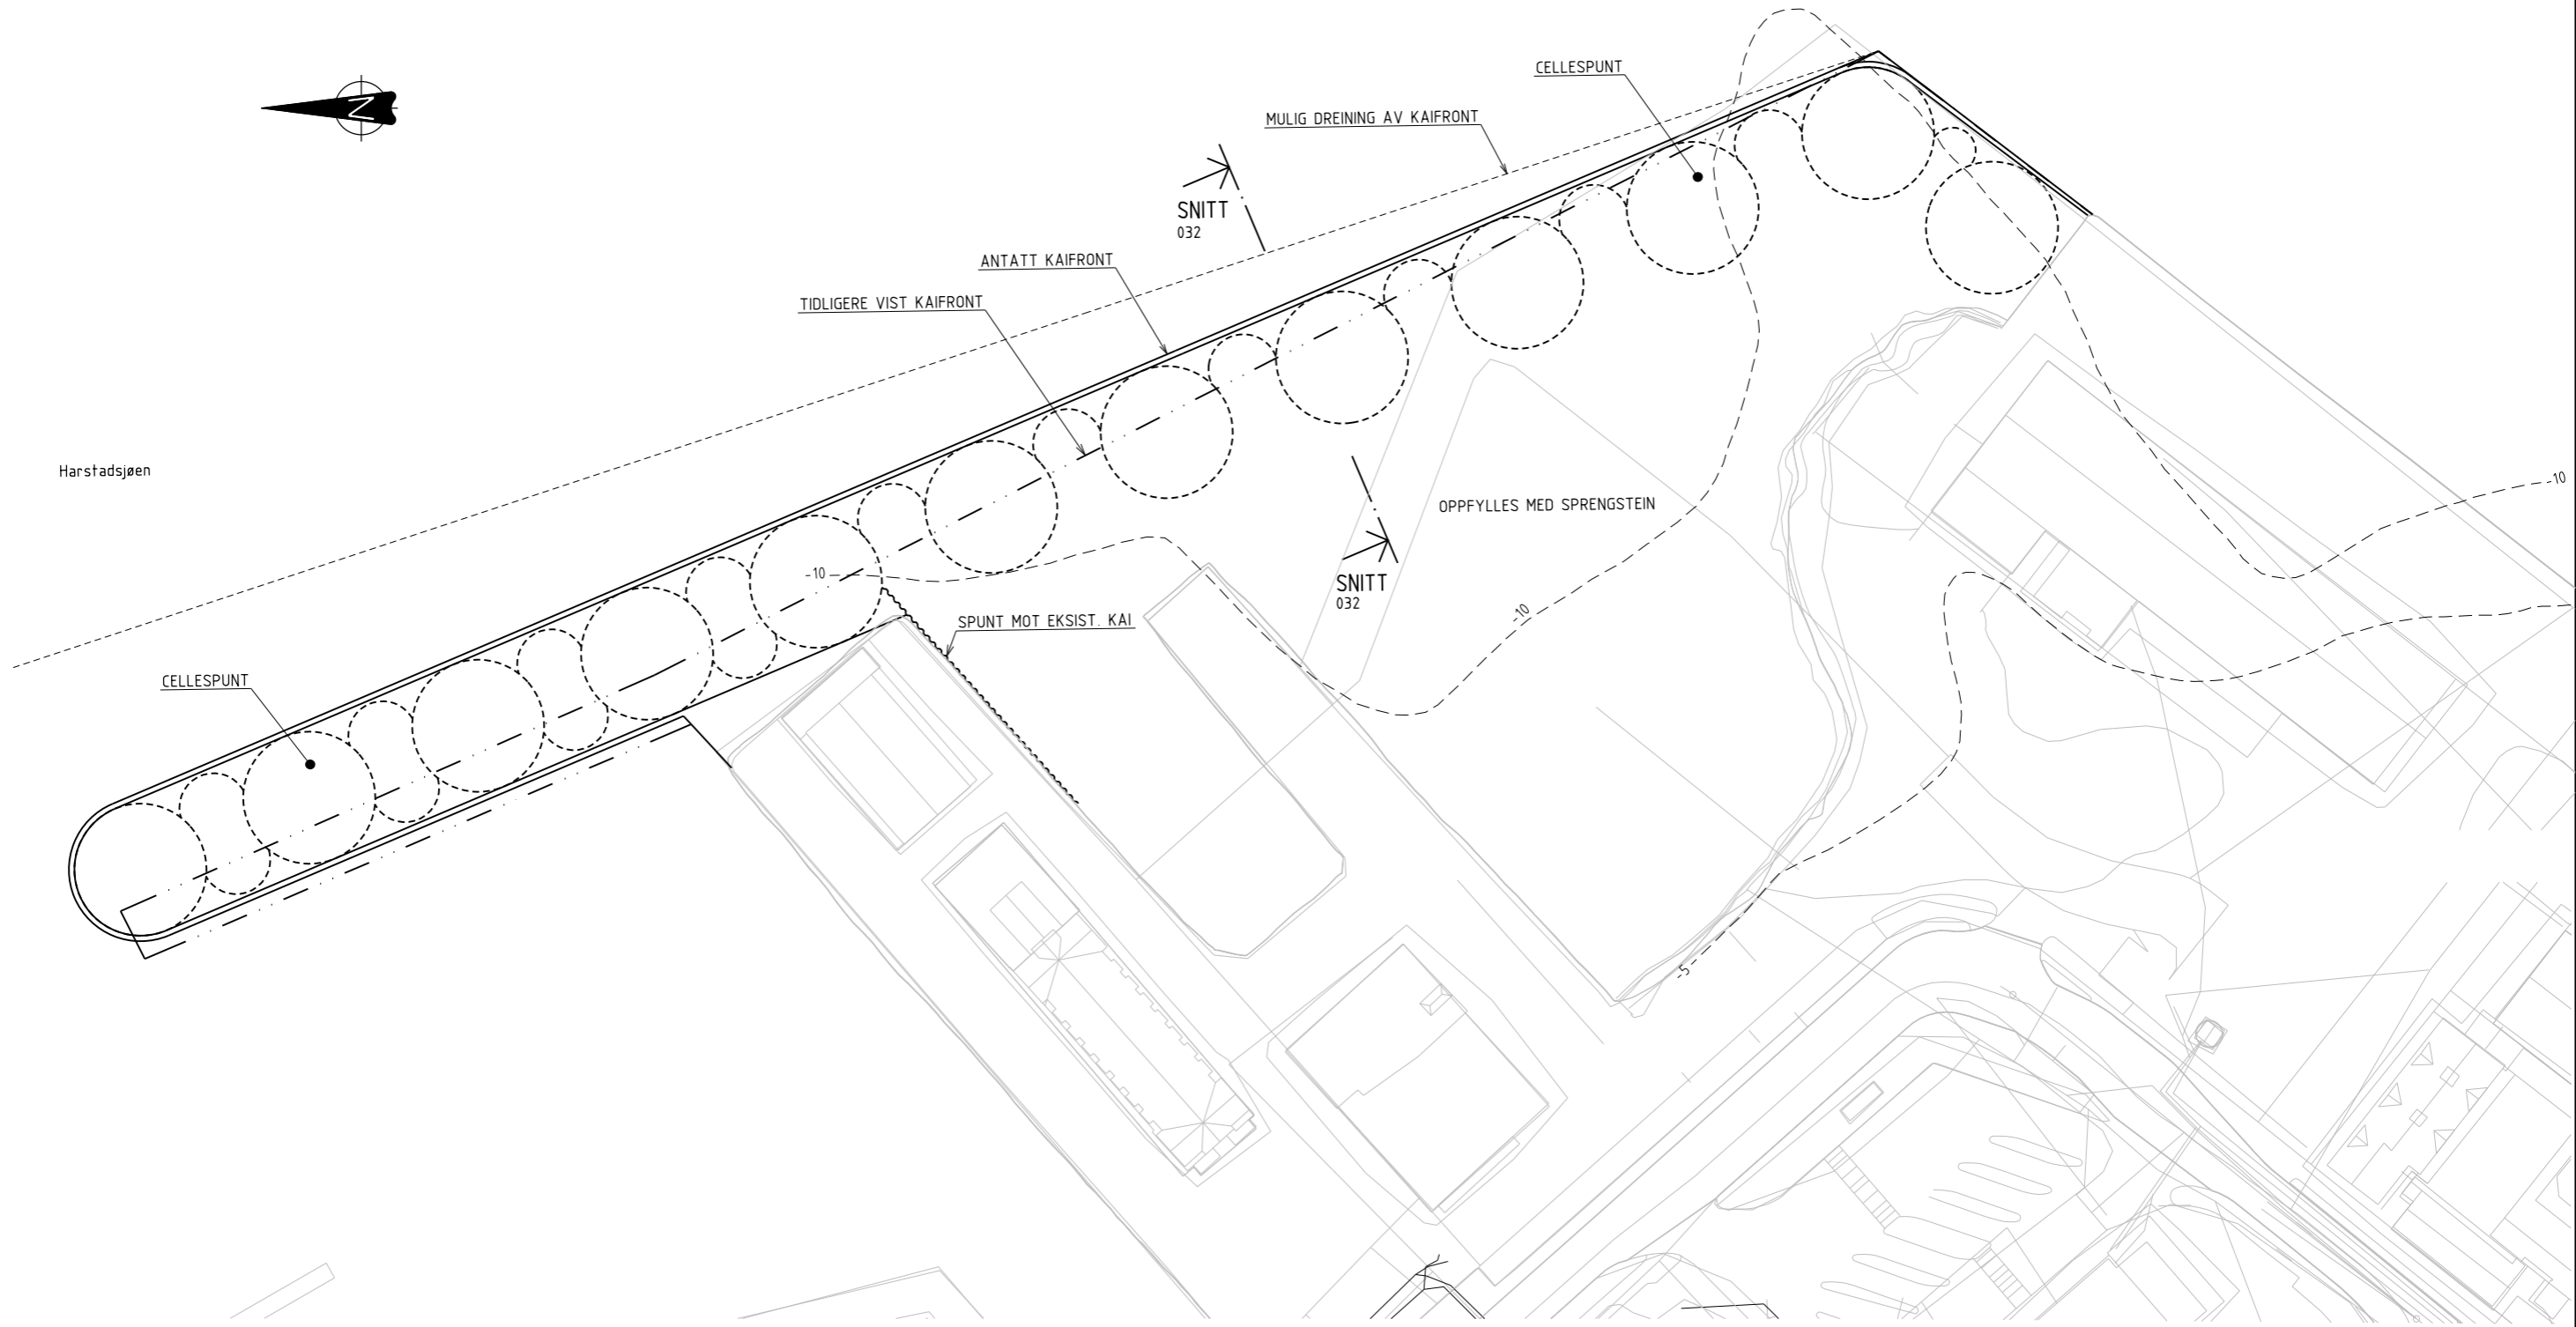 CELLESPUNT
N
MULIG DREINING AV KAIFRONT
SNITT
032
ANTATT KAIFRONT
TIDLIGERE VIST KAIFRONT
Harstadsjøen
-10
OPPFYLLES MED SPRENGSTEIN
-10
SNITT
032
-10
SPUNT MOT EKSIST. KAI
CELLESPUNT
-5